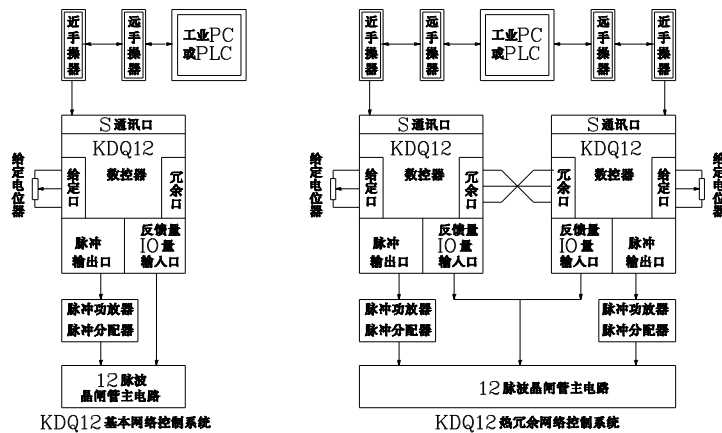 近手操器
远手操器
工业PC
或PLC
S通讯口
KDQ12
数控器
给定电位器
给定口
冗余口
脉冲
输出口
反馈量
IO量
输入口
脉冲功放器
脉冲分配器
12脉波
晶闸管主电路
KDQ12基本网络控制系统
近手操器
远手操器
工业PC
或PLC
远手操器
近手操器
S通讯口
KDQ12
数控器
给定电位器
给定口
冗余口
脉冲
输出口
反馈量
IO量
输入口
S通讯口
KDQ12
数控器
冗余口
给定口
给定电位器
反馈量
IO量
输入口
脉冲
输出口
脉冲功放器
脉冲分配器
脉冲功放器
脉冲分配器
12脉波晶闸管主电路
KDQ12热冗余网络控制系统